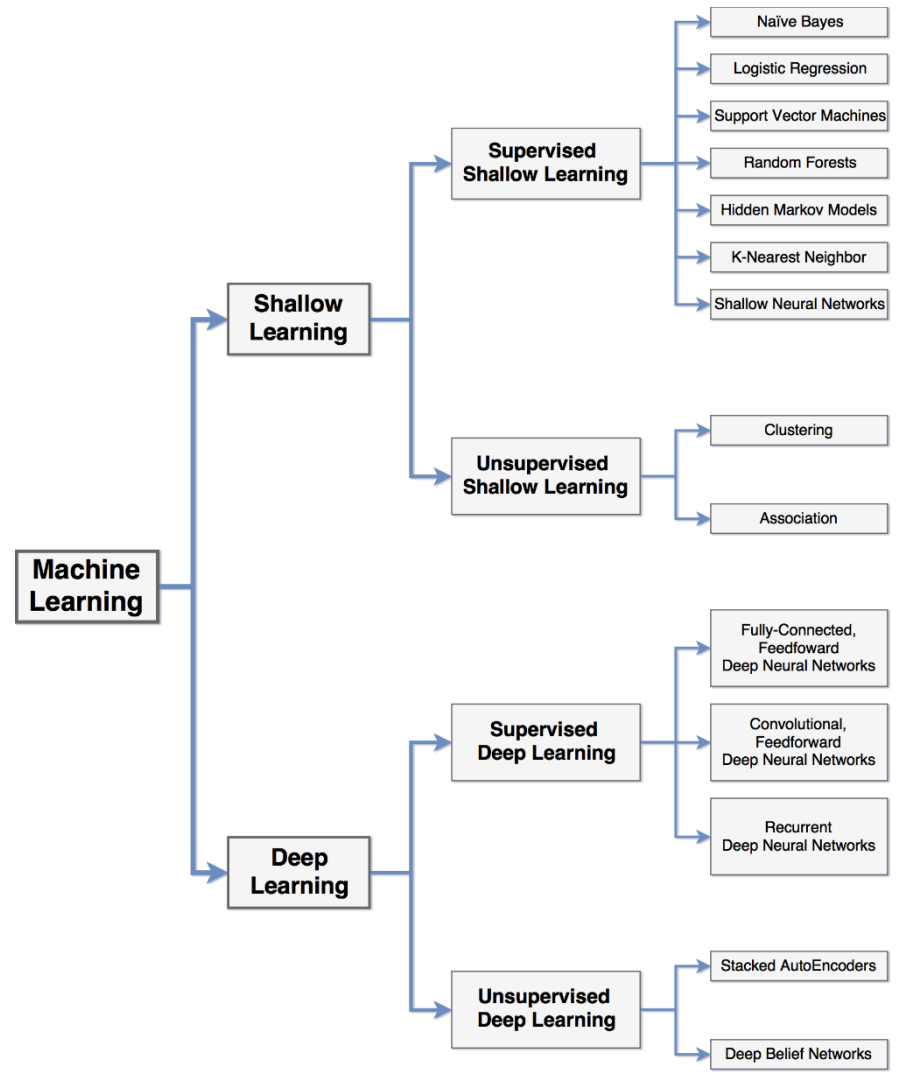 Naïve Bayes
Logistic Regression
Support Vector Machines
Supervised
Shallow Learning
Random Forests
Hidden Markov Models
K-Nearest Neighbor
Shallow Neural Networks
Shallow
Learning
Clustering
Unsupervised
Shallow Learning
Association
Machine
Learning
Fully-Connected,
Feedfoward
Deep Neural Networks
Supervised
Deep Learning
Convolutional,
Feedforward
Deep Neural Networks
Recurrent
Deep Neural Networks
Deep
Learning
Stacked AutoEncoders
Unsupervised
Deep Learning
Deep Belief Networks